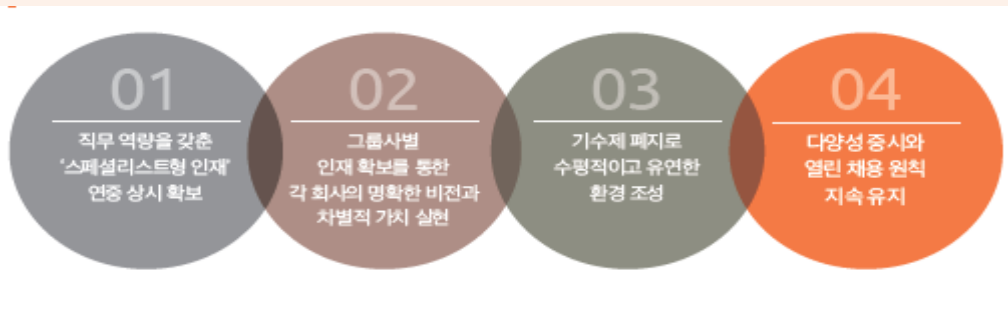 01
직무 역량을 갖춘
‘스페셜리스트형 인재’
연중 상시 확보
02
그룹사별
인재 확보를 통한
각 회사의 명확한 비전과
차별적 가치 실현
03
기수제 폐지로
수평적이고 유연한
환경 조성
04
다양성 중시와
열린 채용 원칙
지속 유지